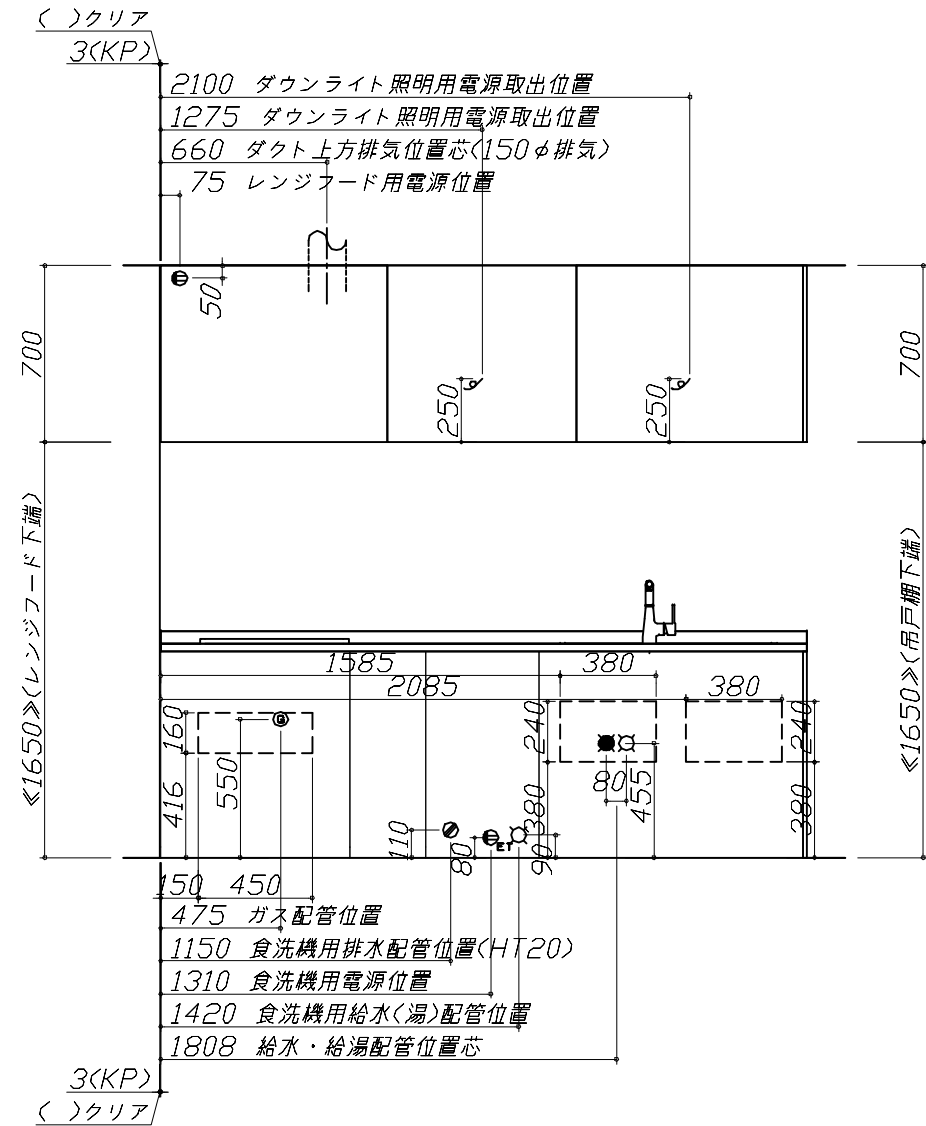 ( )クリア
3(KP)
2100 ダウンライト照明用電源取出位置
1275 ダウンライト照明用電源取出位置
660 ダクト上方排気位置芯(150φ排気)
75 レンジフード用電源位置
50
700
700
250
250
≪1650≫(レンジフード下端)
≪1650≫(吊戸棚下端)
1585
380
2085
380
160
G
240
240
550
416
80
455
380
380
110
80
ET
90
150
450
475 ガス配管位置
1150 食洗機用排水配管位置(HT20)
1310 食洗機用電源位置
1420 食洗機用給水(湯)配管位置
1808 給水・給湯配管位置芯
3(KP)
( )クリア